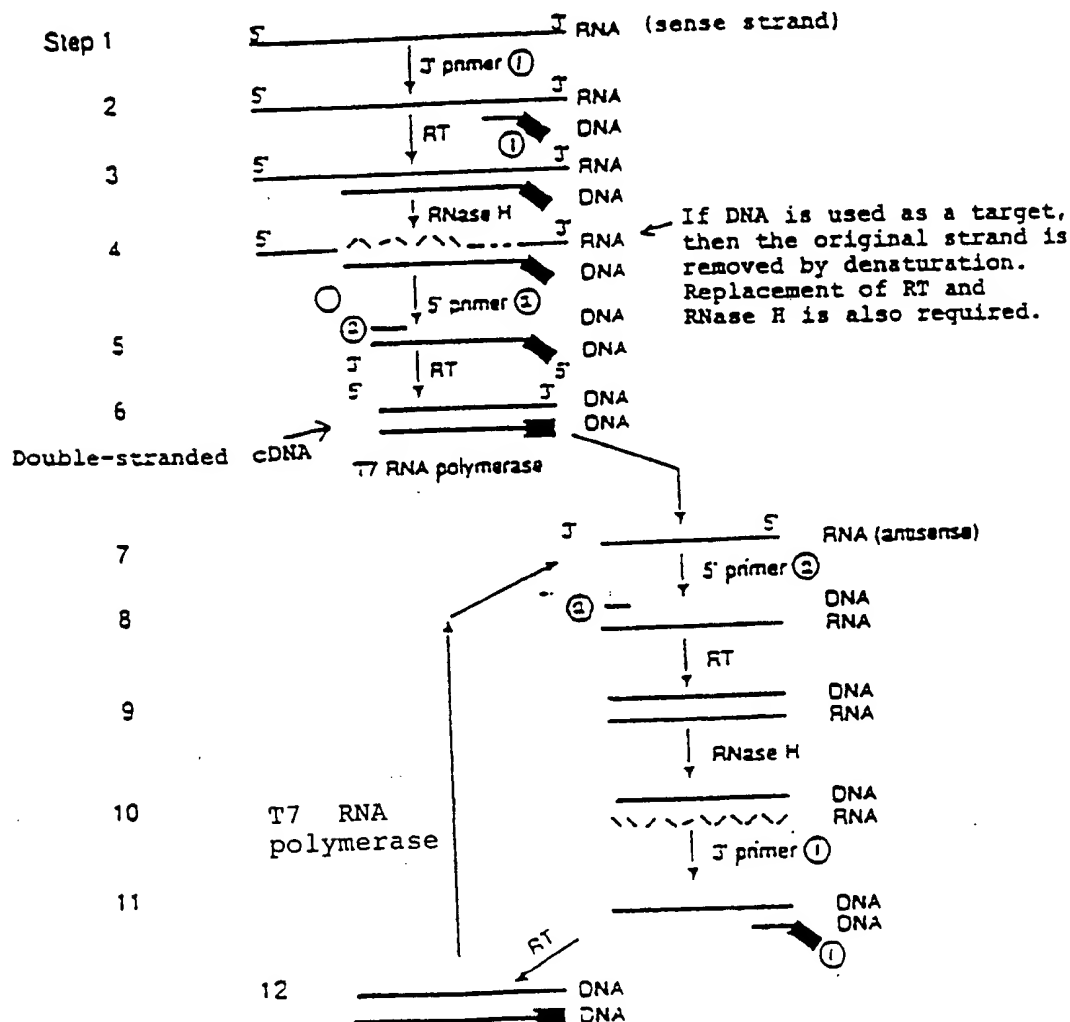 Step 1
5' 3' RNA (sense strand)
3' primer ①
2
5' 3' RNA
DNA
RT ①
3
5' 3' RNA
DNA
RNase H
4
5' 3' RNA
DNA
If DNA is used as a target,
then the original strand is
removed by denaturation.
Replacement of RT and
RNase H is also required.
5' primer ②
5
② DNA
DNA
3' 5'
RT
6
5' 3' DNA
DNA
Double-stranded cDNA
T7 RNA polymerase
7
3' 5' RNA (antisense)
5' primer ②
8
② DNA
RNA
RT
9
DNA
RNA
RNase H
10
DNA
RNA
T7 RNA
polymerase
3' primer ①
11
DNA
DNA
①
RT
12
DNA
DNA